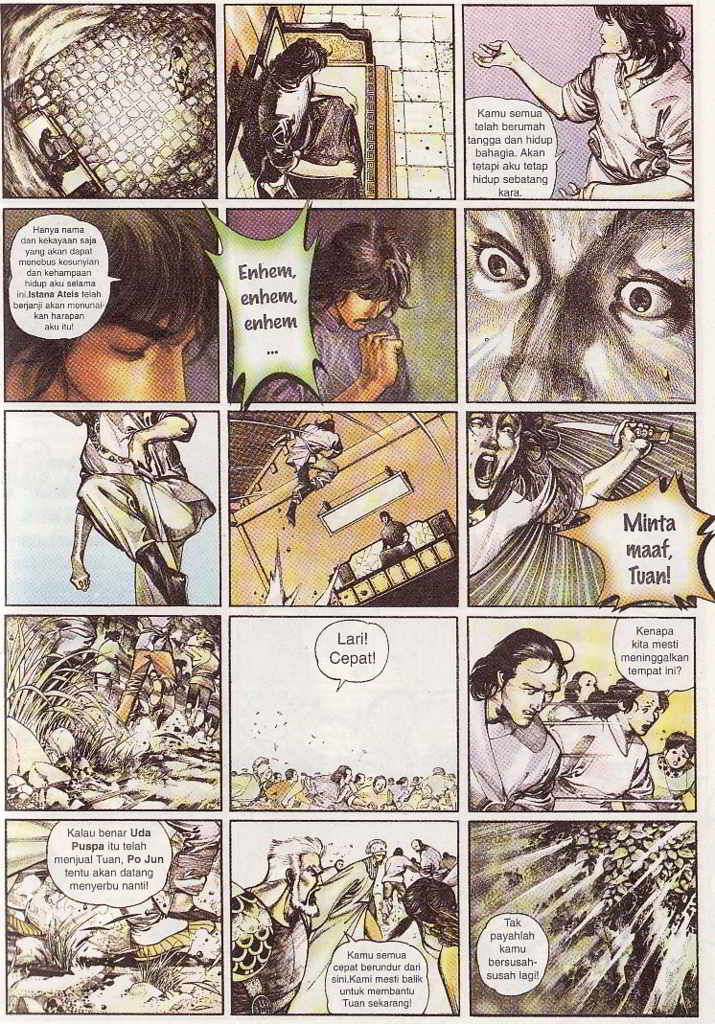 Kamu semua
telah berumah
tangga dan hidup
bahagia. Akan
tetapi aku tetap
hidup sebatang
kara.
Hanya nama
dan kekayaan saja
yang akan dapat
menebus kesunyian
dan kehampaan
hidup aku selama
ini.Istana Ateis telah
berjanji akan menunai-
kan harapan
aku itu!
Enhem,
enhem,
enhem
...
Minta
maaf,
Tuan!
Lari!
Cepat!
Kenapa
kita mesti
meninggalkan
tempat ini?
Kalau benar Uda
Puspa itu telah
menjual Tuan, Po Jun
tentu akan datang
menyerbu nanti!
Kamu semua
cepat berundur dari
sini.Kami mesti balik
untuk membantu
Tuan sekarang!
Tak
payahlah
kamu
bersusah-
susah lagi!